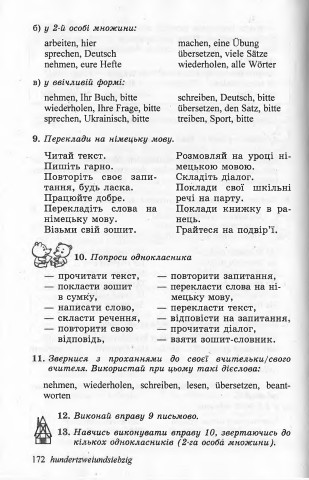 б) у 2-й особі множини:
arbeiten, hier
machen, eine Übung
sprechen, Deutsch
übersetzen, viele Sätze
nehmen, eure Hefte
wiederholen, alle Wörter
в) у ввічливій формі:
nehmen, Ihr Buch, bitte
schreiben, Deutsch, bitte
wiederholen, Ihre Frage, bitte
übersetzen, den Satz, bitte
sprechen, Ukrainisch, bitte
treiben, Sport, bitte
9. Переклади на німецьку мову.
Читай текст.
Пишіть гарно.
Повторіть своє запи-
тання, будь ласка.
Працюйте добре.
Перекладіть слова на
німецьку мову.
Візьми свій зошит.
Розмовляй на уроці ні-
мецькою мовою.
Складіть діалог.
Поклади свої шкільні
речі на парту.
Поклади книжку в ра-
нець.
Грайтеся на подвір'ї.
10. Попроси однокласника
— прочитати текст,
— покласти зошит
в сумку,
— написати слово,
— скласти речення,
— повторити свою
відповідь,
— повторити запитання,
— перекласти слова на ні-
мецьку мову,
— перекласти текст,
— відповісти на запитання,
— прочитати діалог,
— взяти зошит-словник.
11. Звернися з проханнями до своєї вчительки/свого
вчителя. Використай при цьому такі дієслова:
nehmen, wiederholen, schreiben, lesen, übersetzen, beant-
worten
12. Виконай вправу 9 письмово.
13. Навчись виконувати вправу 10, звертаючись до
кількох однокласників (2-га особа множини).
172 hundertzweiundsiebzig